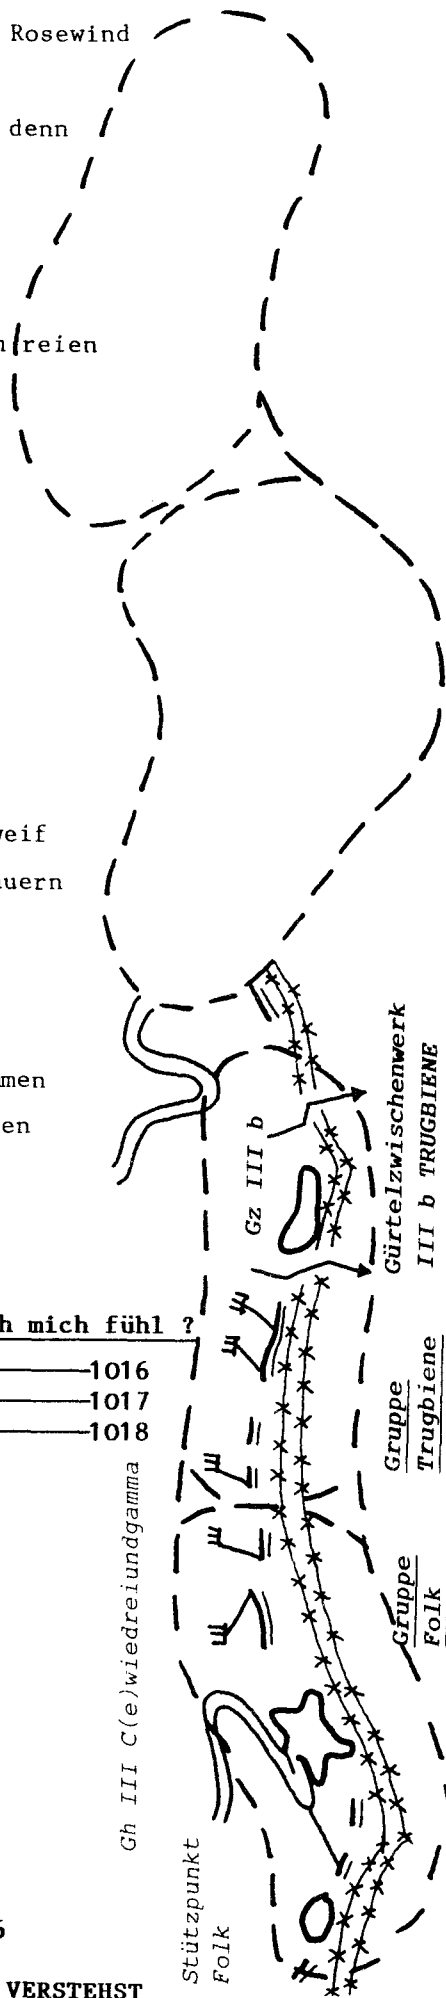 Rosewind
denn
reien
weif
uern
men
en
Gz III b
Gürtelzwischenwerk
III b TRUGBIENE
h mich fühl ?
1016
1017
1018
Gruppe
Trugbiene
Gh III C(e)wiedreiundgamma
Gruppe
Folk
Stützpunkt
Folk
VERSTEHST